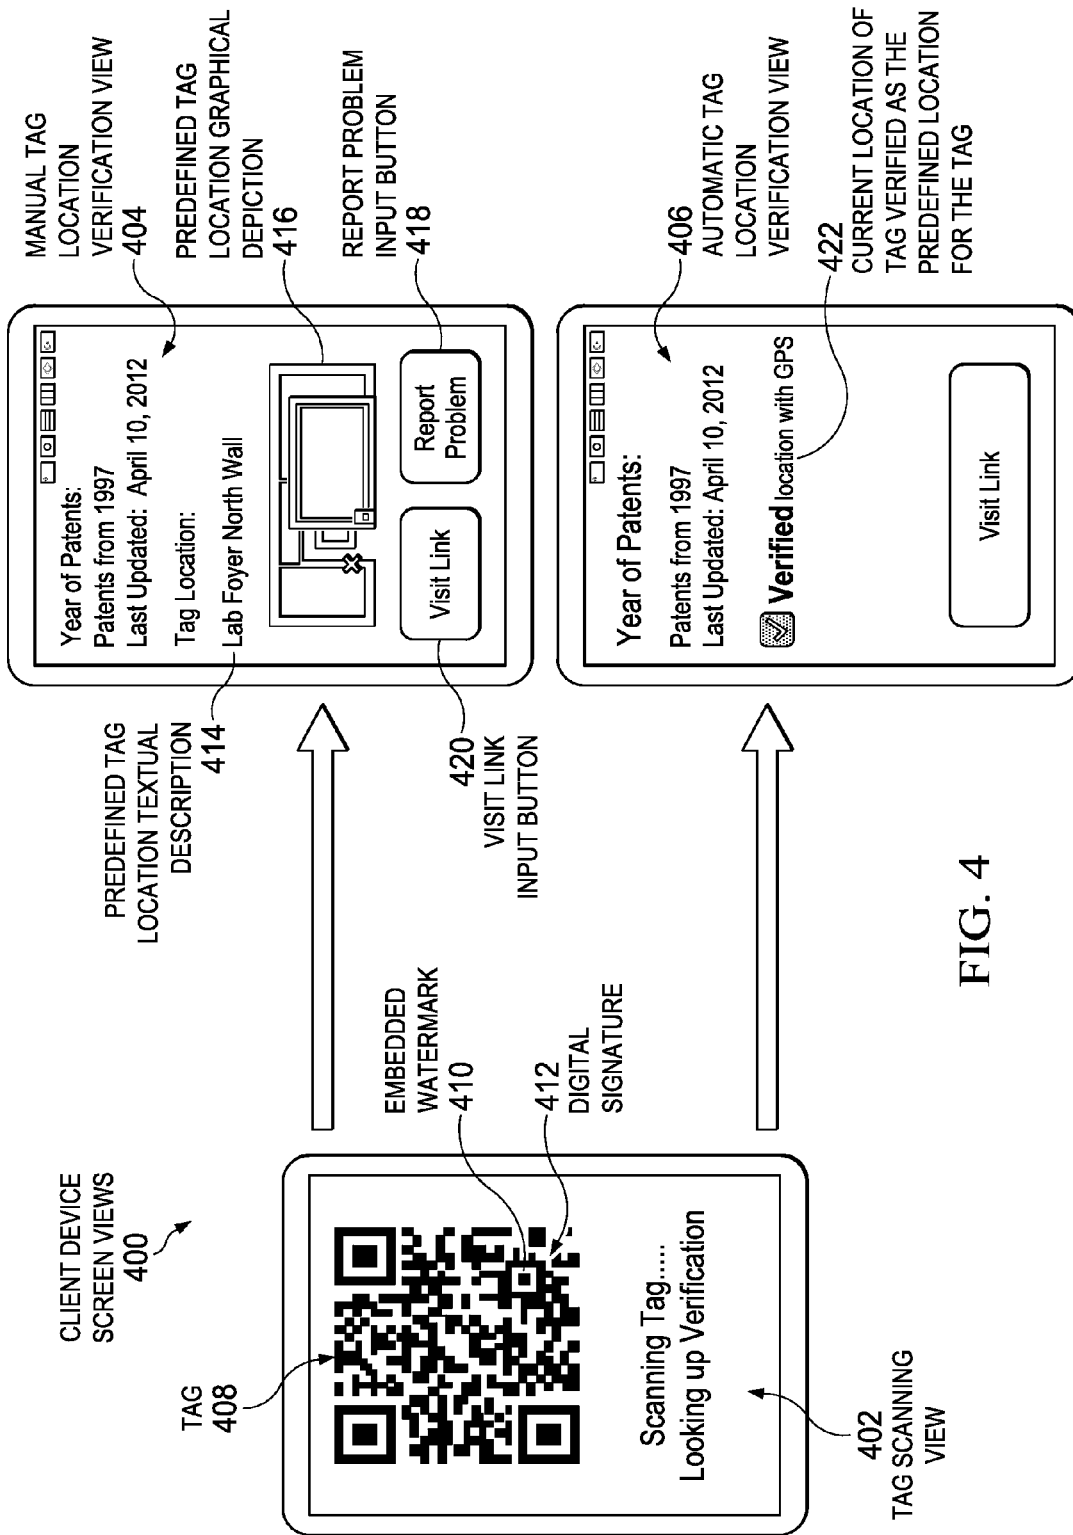 CLIENT DEVICE
SCREEN VIEWS
400
TAG
408
EMBEDDED
WATERMARK
410
412
DIGITAL
SIGNATURE
Scanning Tag.....
Looking up Verification
402
TAG SCANNING
VIEW
PREDEFINED TAG
LOCATION TEXTUAL
DESCRIPTION
414
MANUAL TAG
LOCATION
VERIFICATION VIEW
404
PREDEFINED TAG
LOCATION GRAPHICAL
DEPICTION
416
REPORT PROBLEM
INPUT BUTTON
418
Year of Patents:
Patents from 1997
Last Updated: April 10, 2012
Tag Location:
Lab Foyer North Wall
Visit Link
Report
Problem
420
VISIT LINK
INPUT BUTTON
406
AUTOMATIC TAG
LOCATION
VERIFICATION VIEW
422
CURRENT LOCATION OF
TAG VERIFIED AS THE
PREDEFINED LOCATION
FOR THE TAG
Year of Patents:
Patents from 1997
Last Updated: April 10, 2012
Verified location with GPS
Visit Link
FIG. 4